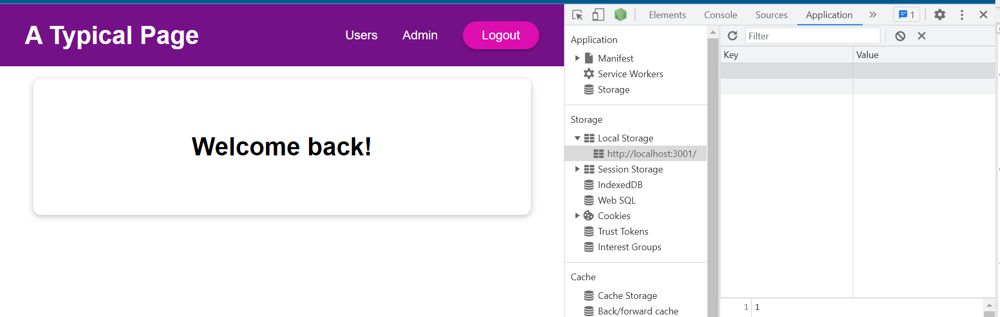 A Typical Page
Users
Admin
Logout
Welcome back!
Elements
Console
Sources
Application
1
Application
Manifest
Service Workers
Storage
Storage
Local Storage
http://localhost:3001/
Session Storage
IndexedDB
Web SQL
Cookies
Trust Tokens
Interest Groups
Cache
Cache Storage
Back/forward cache
Filter
Key
Value
1 1